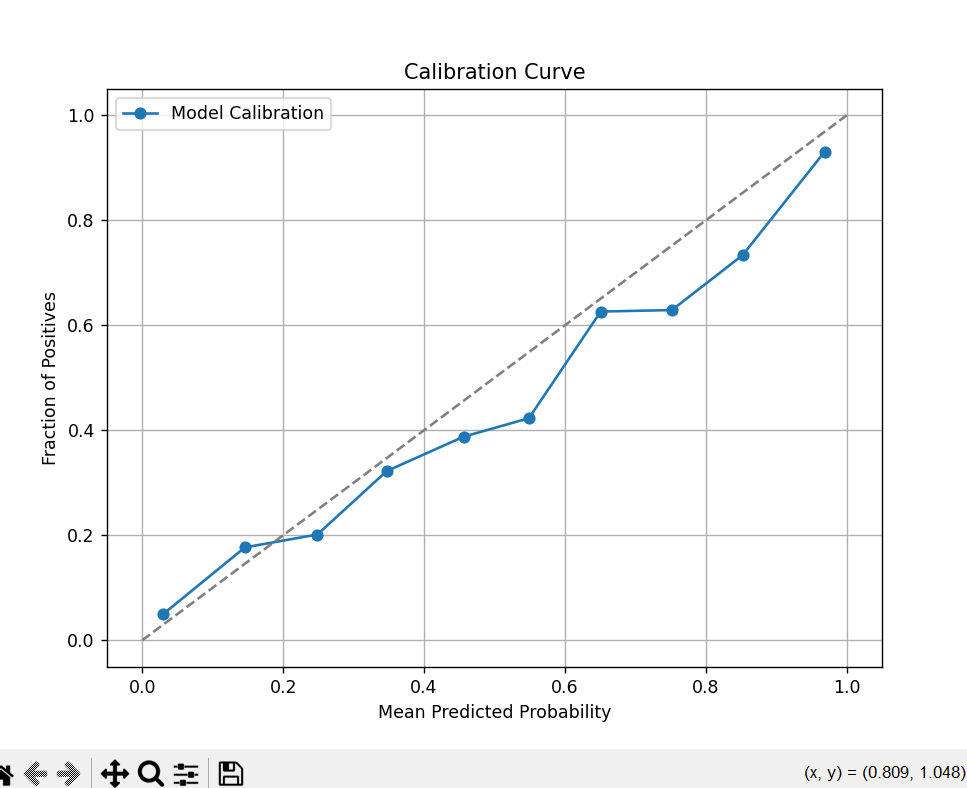 Calibration Curve
Model Calibration
1.0
0.8
0.6
0.4
0.2
0.0
Fraction of Positives
0.0 0.2 0.4 0.6 0.8 1.0
Mean Predicted Probability
(x, y) = (0.809, 1.048)